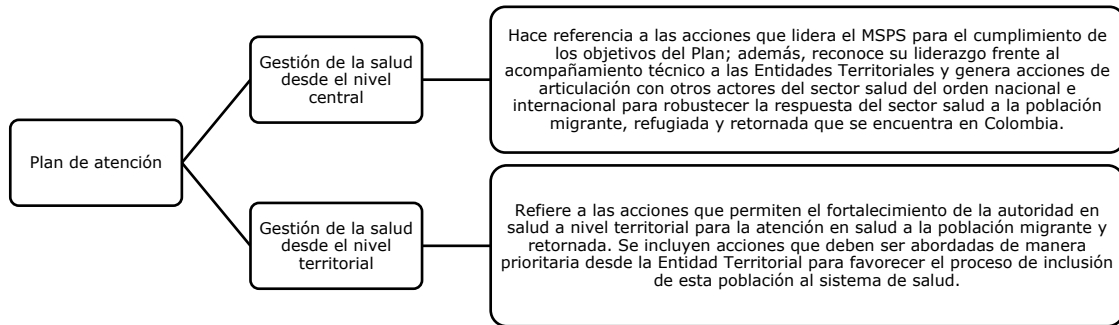 Plan de atención
Gestión de la salud
desde el nivel
central
Hace referencia a las acciones que lidera el MSPS para el cumplimiento de
los objetivos del Plan; además, reconoce su liderazgo frente al
acompañamiento técnico a las Entidades Territoriales y genera acciones de
articulación con otros actores del sector salud del orden nacional e
internacional para robustecer la respuesta del sector salud a la población
migrante, refugiada y retornada que se encuentra en Colombia.
Gestión de la salud
desde el nivel
territorial
Refiere a las acciones que permiten el fortalecimiento de la autoridad en
salud a nivel territorial para la atención en salud a la población migrante y
retornada. Se incluyen acciones que deben ser abordadas de manera
prioritaria desde la Entidad Territorial para favorecer el proceso de inclusión
de esta población al sistema de salud.